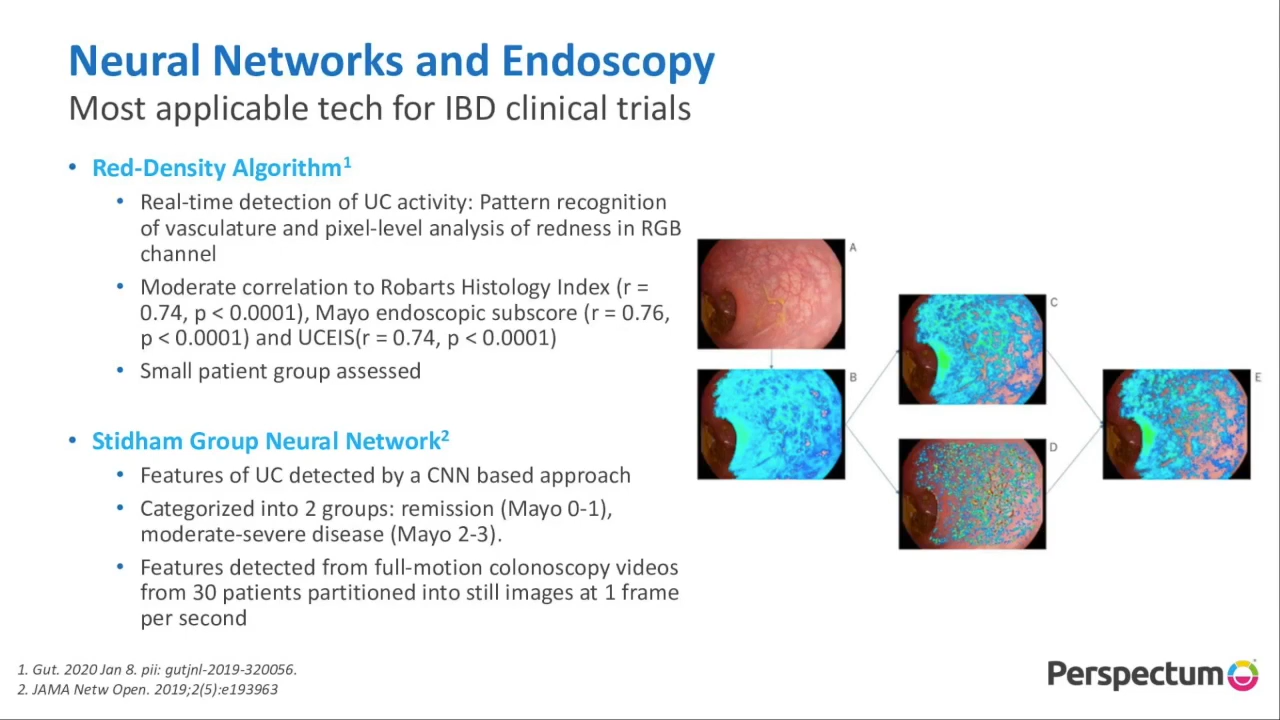 Neural Networks and Endoscopy
Most applicable tech for IBD clinical trials
• Red-Density Algorithm1
• Real-time detection of UC activity: Pattern recognition
of vasculature and pixel-level analysis of redness in RGB
channel
• Moderate correlation to Robarts Histology Index (r =
0.74, p < 0.0001), Mayo endoscopic subscore (r = 0.76,
p < 0.0001) and UCEIS(r = 0.74, p < 0.0001)
• Small patient group assessed
• Stidham Group Neural Network2
• Features of UC detected by a CNN based approach
• Categorized into 2 groups: remission (Mayo 0-1),
moderate-severe disease (Mayo 2-3).
• Features detected from full-motion colonoscopy videos
from 30 patients partitioned into still images at 1 frame
per second
A
B
C
D
E
1. Gut. 2020 Jan 8. pii: gutjnl-2019-320056.
2. JAMA Netw Open. 2019;2(5):e193963
Perspectum